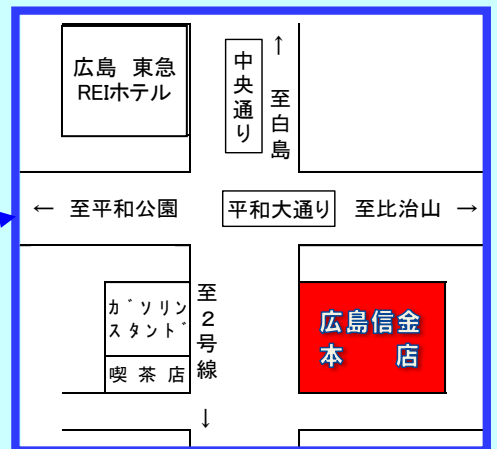 広島 東急
REIホテル
中央通り
↑ 至白島
← 至平和公園
平和大通り
至比治山 →
ガソリン
スタンド
喫茶店
至2号線 ↓
広島信金
本 店